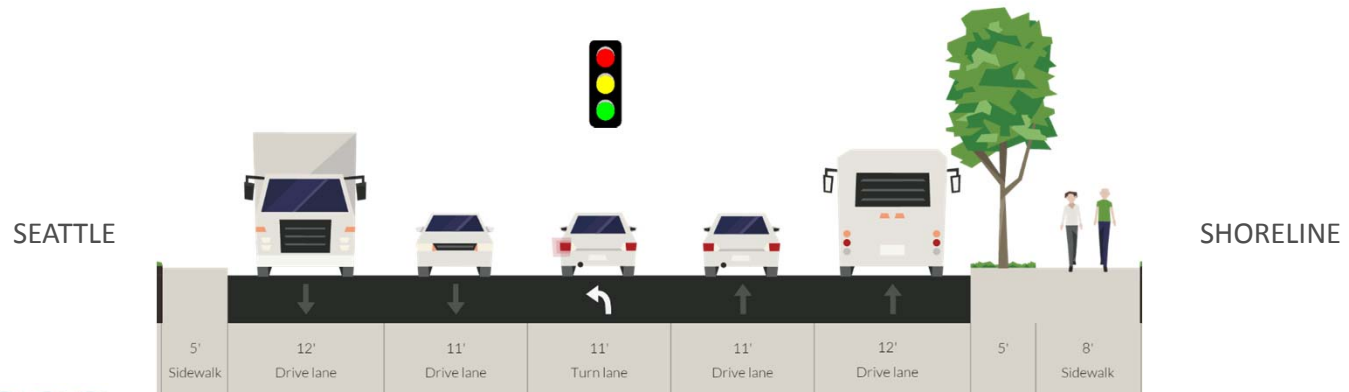 SEATTLE
SHORELINE
5' 12' 11' 11' 11' 12' 5' 8'
Sidewalk Drive lane Drive lane Turn lane Drive lane Drive lane Sidewalk